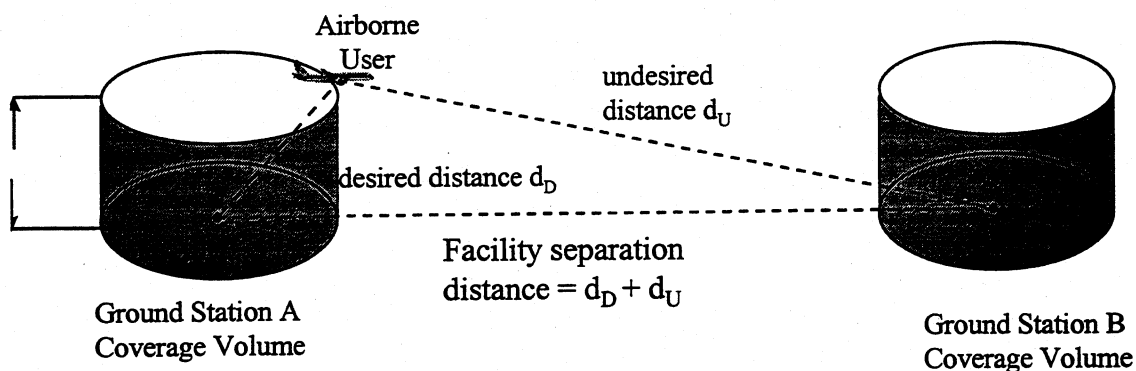 Airborne
User
undesired
distance d_U
desired distance d_D
Facility separation
distance = d_D + d_U
Ground Station A
Coverage Volume
Ground Station B
Coverage Volume